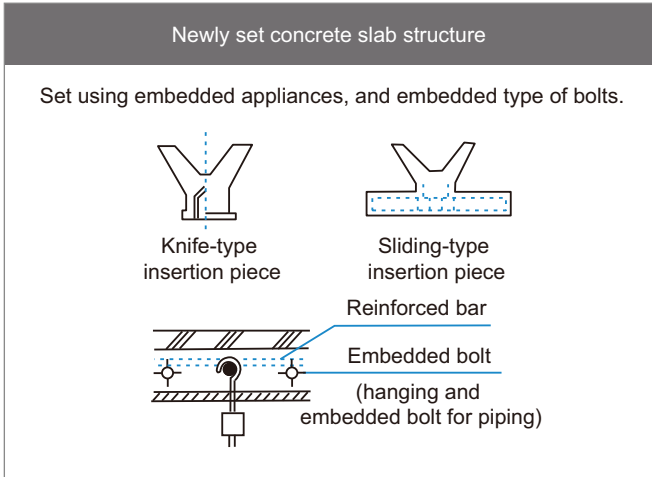 Newly set concrete slab structure
Set using embedded appliances, and embedded type of bolts.
Knife-type
insertion piece
Sliding-type
insertion piece
Reinforced bar
Embedded bolt
(hanging and
embedded bolt for piping)